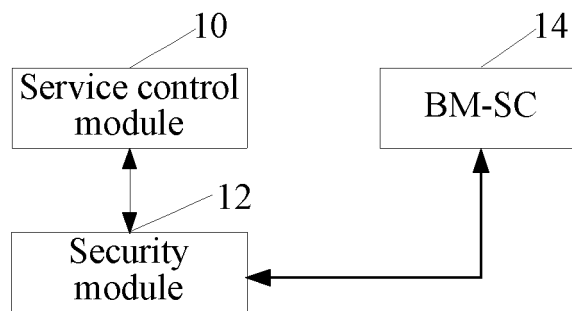 10
14
Service control
module
BM-SC
12
Security
module